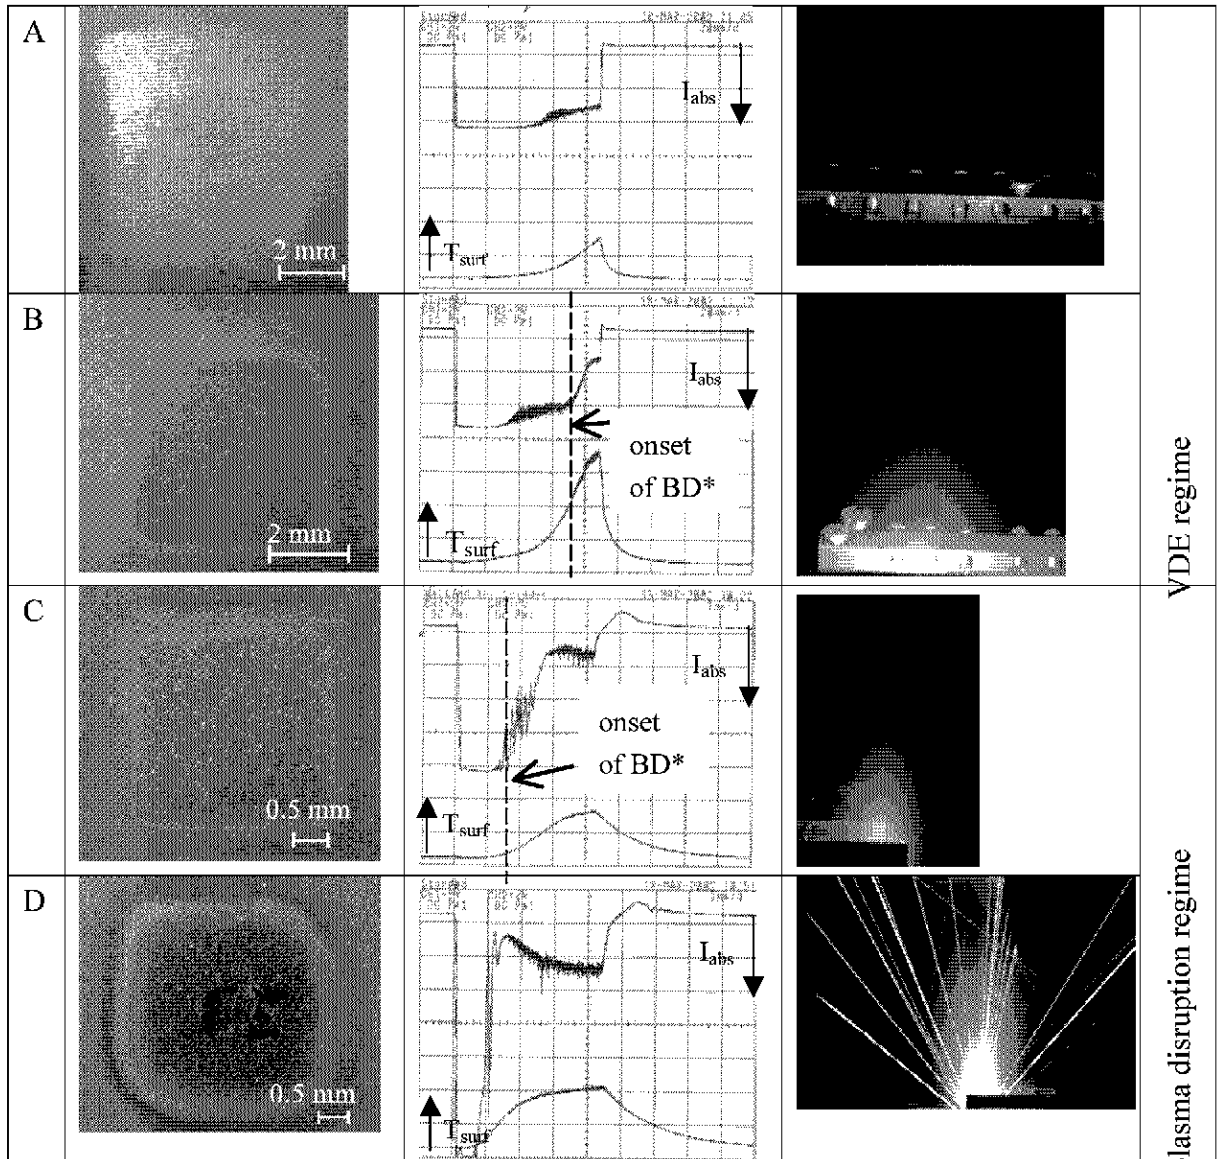 A
2 mm
I_abs
T_surf
B
2 mm
I_abs
onset
of BD*
T_surf
C
0.5 mm
I_abs
onset
of BD*
T_surf
D
0.5 mm
I_abs
T_surf
VDE regime
plasma disruption regime